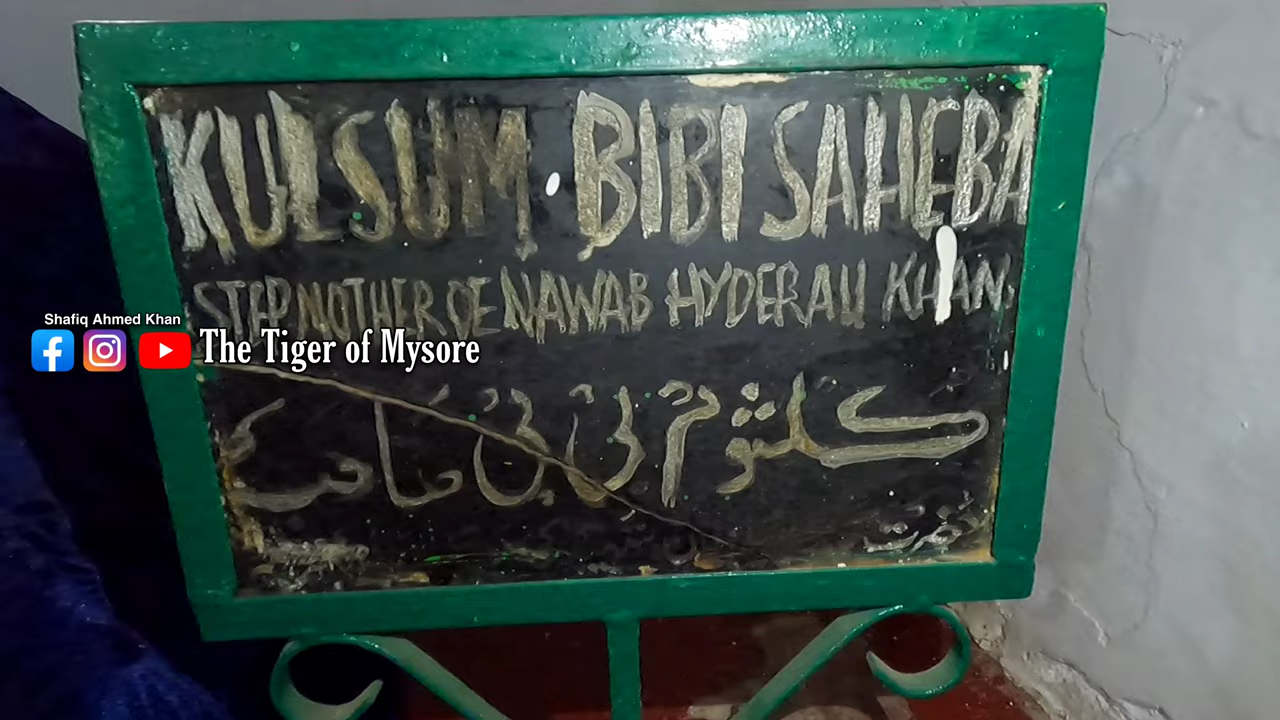 KULSUM. BIBI SAHEBA
STEP MOTHER OF NAWAB HYDER ALI KHAN.
Shafiq Ahmed Khan
The Tiger of Mysore
کلثوم بی بی صاحبہ